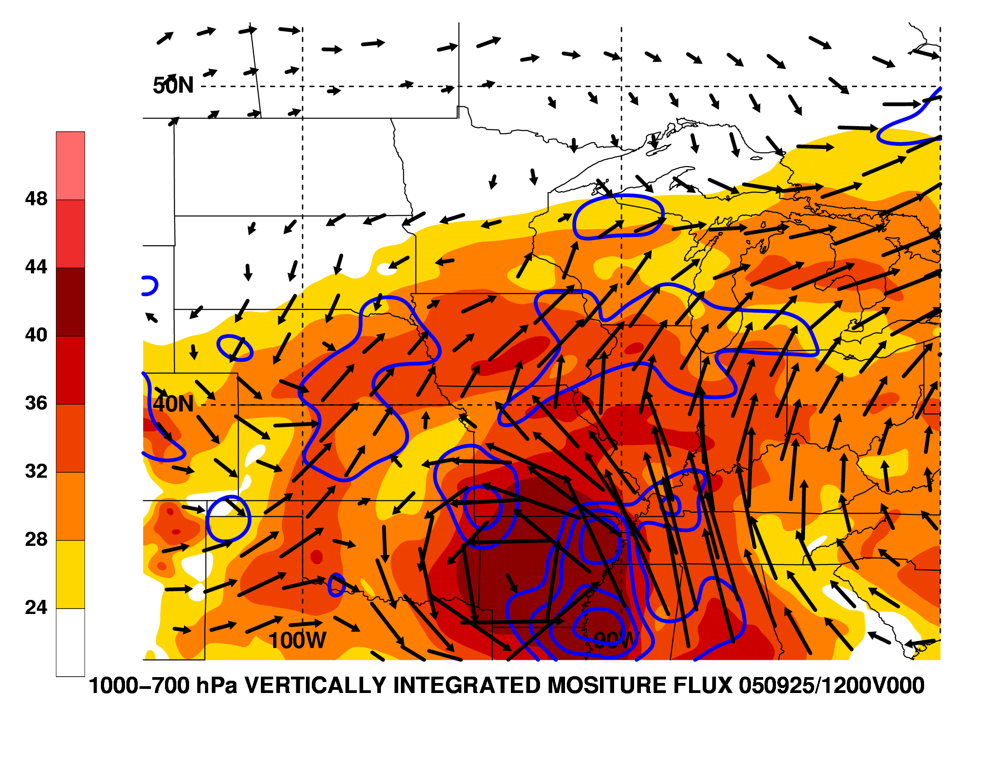 50N
48
44
40
36
40N
32
28
24
100W
90W
1000–700 hPa VERTICALLY INTEGRATED MOSITURE FLUX 050925/1200V000